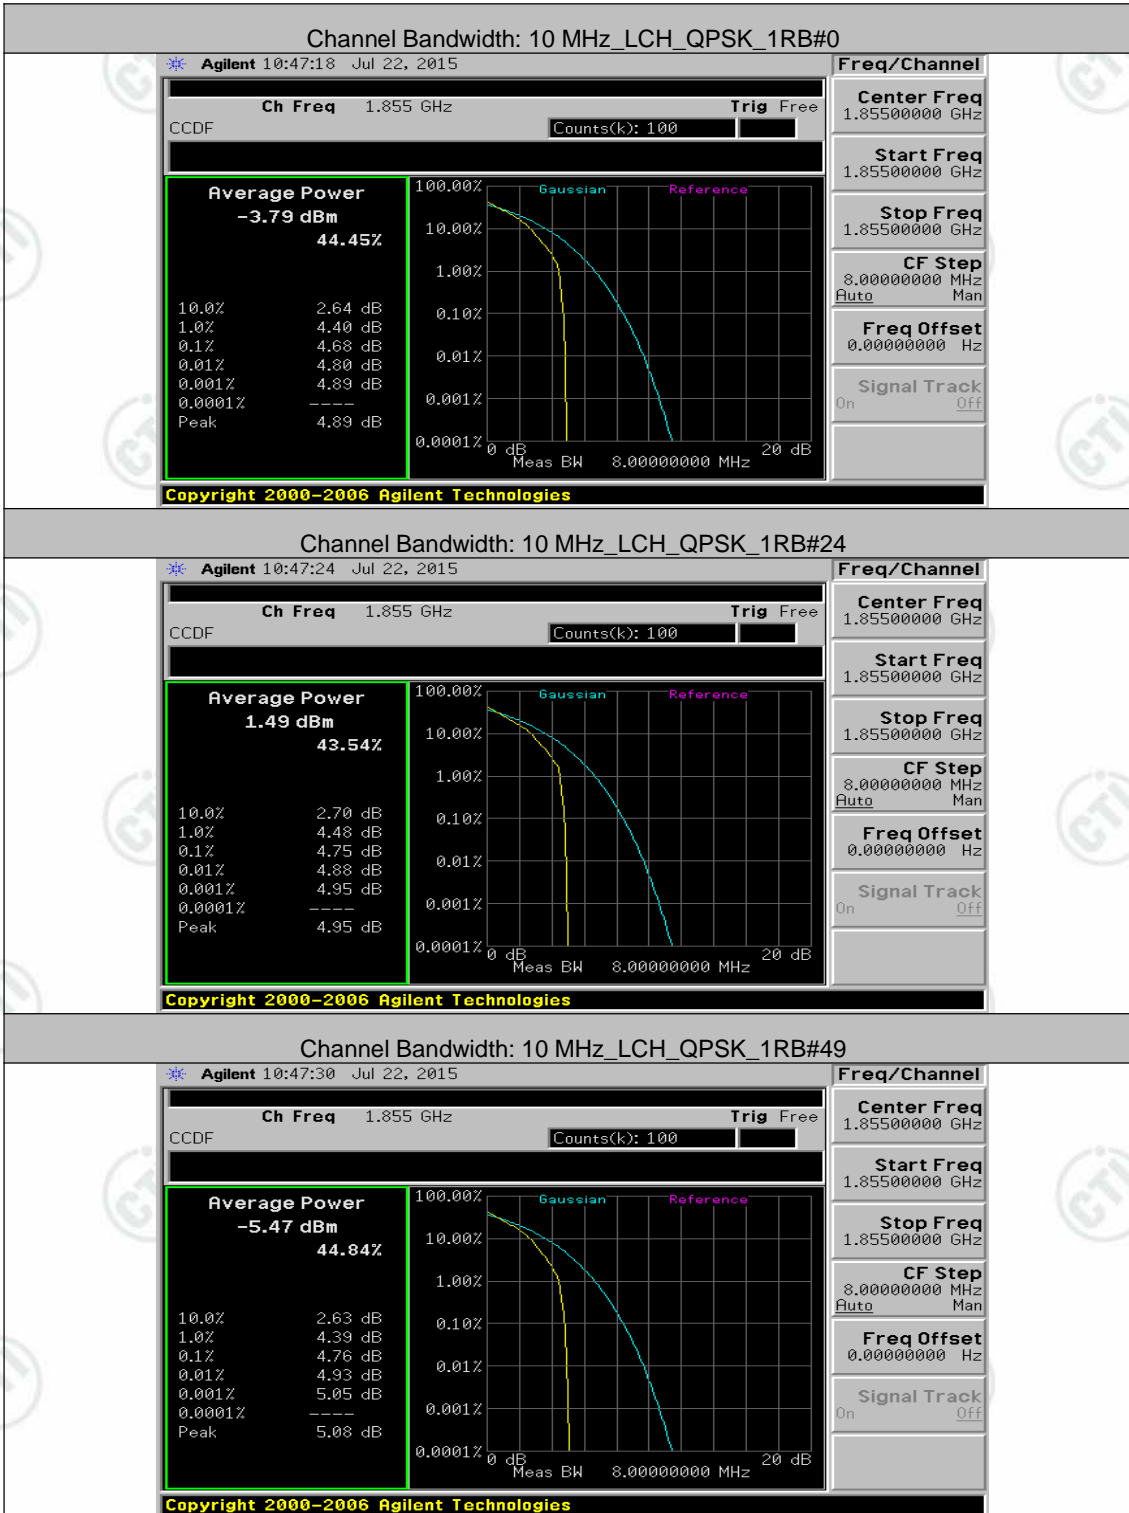 Channel Bandwidth: 10 MHz_LCH_QPSK_1RB#0
Agilent 10:47:18 Jul 22, 2015
Freq/Channel
Ch Freq 1.855 GHz Trig Free
CCDF Counts(k): 100
Center Freq
1.85500000 GHz
Start Freq
1.85500000 GHz
Stop Freq
1.85500000 GHz
CF Step
8.00000000 MHz
Auto Man
Freq Offset
0.00000000 Hz
Signal Track
On Off
Average Power
-3.79 dBm
44.45%
10.0% 2.64 dB
1.0% 4.40 dB
0.1% 4.68 dB
0.01% 4.80 dB
0.001% 4.89 dB
0.0001% ----
Peak 4.89 dB
Gaussian Reference
100.00%
10.00%
1.00%
0.10%
0.01%
0.001%
0.0001%
0 dB 20 dB
Meas BW 8.00000000 MHz
Copyright 2000-2006 Agilent Technologies
Channel Bandwidth: 10 MHz_LCH_QPSK_1RB#24
Agilent 10:47:24 Jul 22, 2015
Freq/Channel
Ch Freq 1.855 GHz Trig Free
CCDF Counts(k): 100
Center Freq
1.85500000 GHz
Start Freq
1.85500000 GHz
Stop Freq
1.85500000 GHz
CF Step
8.00000000 MHz
Auto Man
Freq Offset
0.00000000 Hz
Signal Track
On Off
Average Power
1.49 dBm
43.54%
10.0% 2.70 dB
1.0% 4.48 dB
0.1% 4.75 dB
0.01% 4.88 dB
0.001% 4.95 dB
0.0001% ----
Peak 4.95 dB
Gaussian Reference
100.00%
10.00%
1.00%
0.10%
0.01%
0.001%
0.0001%
0 dB 20 dB
Meas BW 8.00000000 MHz
Copyright 2000-2006 Agilent Technologies
Channel Bandwidth: 10 MHz_LCH_QPSK_1RB#49
Agilent 10:47:30 Jul 22, 2015
Freq/Channel
Ch Freq 1.855 GHz Trig Free
CCDF Counts(k): 100
Center Freq
1.85500000 GHz
Start Freq
1.85500000 GHz
Stop Freq
1.85500000 GHz
CF Step
8.00000000 MHz
Auto Man
Freq Offset
0.00000000 Hz
Signal Track
On Off
Average Power
-5.47 dBm
44.84%
10.0% 2.63 dB
1.0% 4.39 dB
0.1% 4.76 dB
0.01% 4.93 dB
0.001% 5.05 dB
0.0001% ----
Peak 5.08 dB
Gaussian Reference
100.00%
10.00%
1.00%
0.10%
0.01%
0.001%
0.0001%
0 dB 20 dB
Meas BW 8.00000000 MHz
Copyright 2000-2006 Agilent Technologies
CTI
CTI
CTI
CTI
CTI
CTI
CTI
CTI